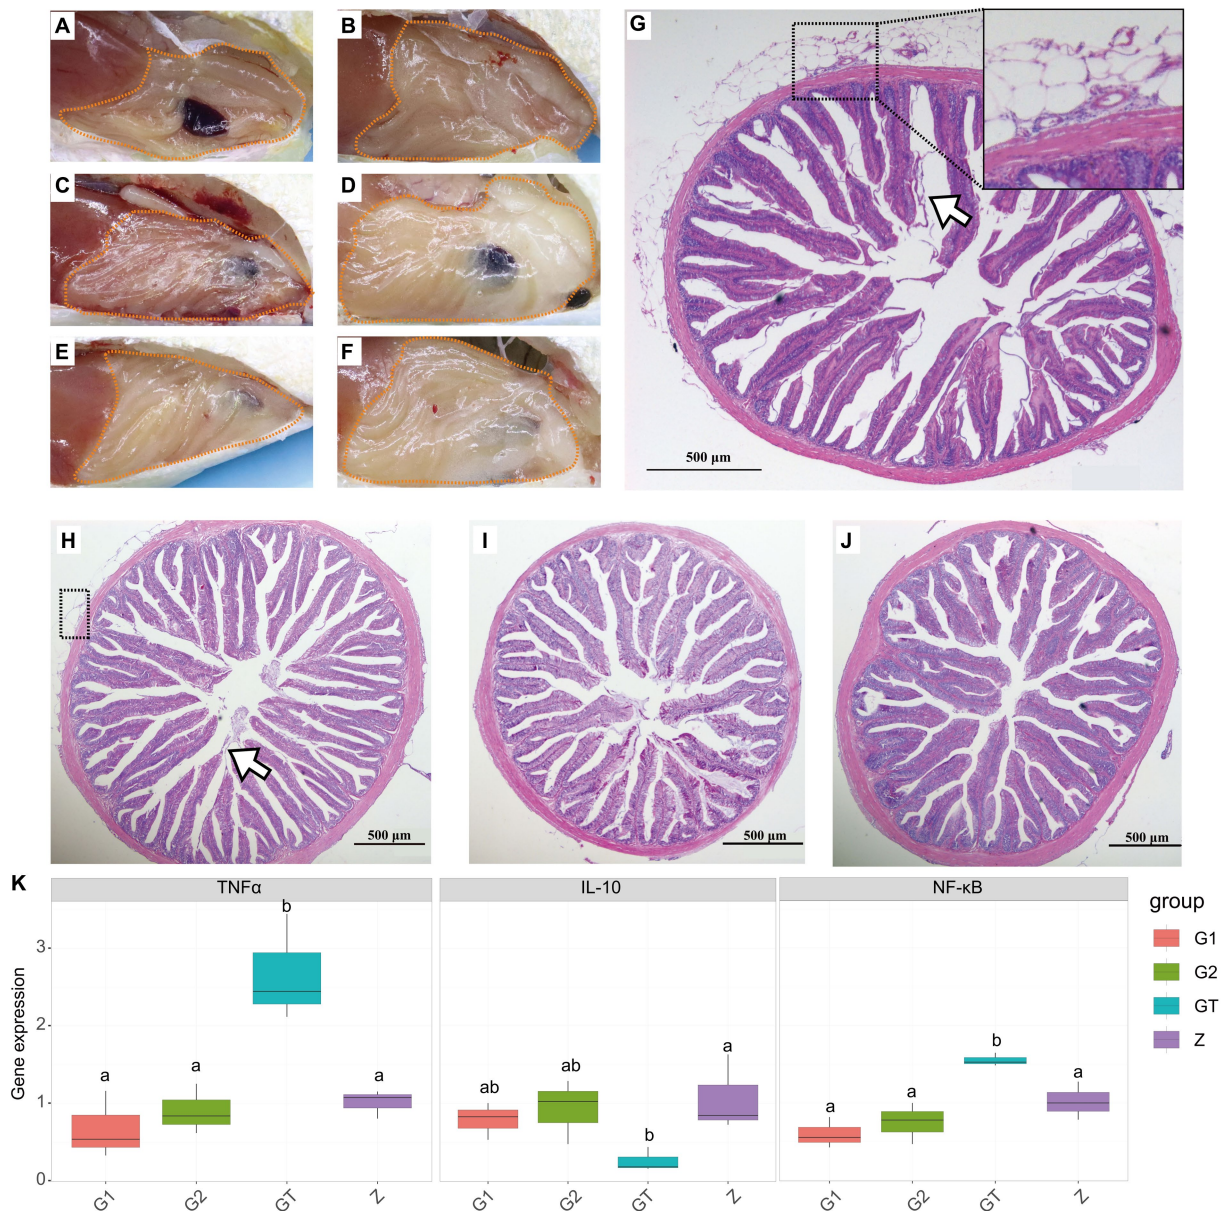 A
B
C
D
E
F
G
500 µm
H
500 µm
I
500 µm
J
500 µm
K
TNFα
IL-10
NF-κB
Gene expression
3
2
1
0
b
a
a
a
ab
ab
b
a
a
a
b
a
G1
G2
GT
Z
G1
G2
GT
Z
G1
G2
GT
Z
group
G1
G2
GT
Z